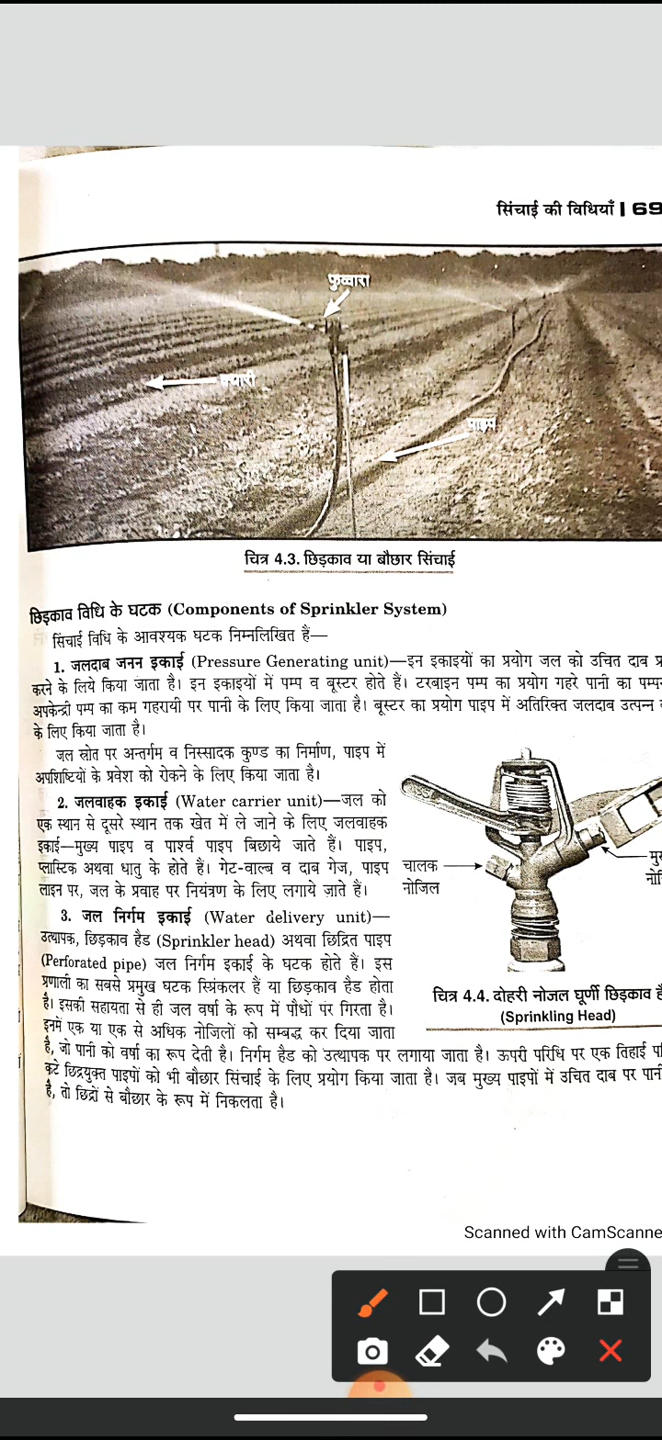 सिंचाई की विधियाँ | 69
फुव्वारा
क्यारी
पाइप
चित्र 4.3. छिड़काव या बौछार सिंचाई
छिड़काव विधि के घटक (Components of Sprinkler System)
सिंचाई विधि के आवश्यक घटक निम्नलिखित हैं—
1. जलदाब जनन इकाई (Pressure Generating unit)—इन इकाइयों का प्रयोग जल को उचित दाब
करने के लिये किया जाता है। इन इकाइयों में पम्प व बूस्टर होते हैं। टरबाइन पम्प का प्रयोग गहरे पानी का
अपकेन्द्री पम्प का कम गहरायी पर पानी के लिए किया जाता है। बूस्टर का प्रयोग पाइप में अतिरिक्त जलदाब उत्पन्न
के लिए किया जाता है।
जल स्रोत पर अन्तर्गम व निस्सादक कुण्ड का निर्माण, पाइप में
अपशिष्टियों के प्रवेश को रोकने के लिए किया जाता है।
2. जलवाहक इकाई (Water carrier unit)—जल को
एक स्थान से दूसरे स्थान तक खेत में ले जाने के लिए जलवाहक
इकाई—मुख्य पाइप व पार्श्व पाइप बिछाये जाते हैं। पाइप,
प्लास्टिक अथवा धातु के होते हैं। गेट-वाल्ब व दाब गेज, पाइप
लाइन पर, जल के प्रवाह पर नियंत्रण के लिए लगाये जाते हैं।
3. जल निर्गम इकाई (Water delivery unit)—
उत्थापक, छिड़काव हैड (Sprinkler head) अथवा छिद्रित पाइप
(Perforated pipe) जल निर्गम इकाई के घटक होते हैं। इस
प्रणाली का सबसे प्रमुख घटक स्प्रिंकलर हैं या छिड़काव हैड होता
है। इसकी सहायता से ही जल वर्षा के रूप में पौधों पर गिरता है।
इनमें एक या एक से अधिक नोजिलों को सम्बद्ध कर दिया जाता
है, जो पानी को वर्षा का रूप देती है। निर्गम हैड को उत्थापक पर लगाया जाता है। ऊपरी परिधि पर एक तिहाई
कटे छिद्रयुक्त पाइपों को भी बौछार सिंचाई के लिए प्रयोग किया जाता है। जब मुख्य पाइपों में उचित दाब पर
है, तो छिद्रों से बौछार के रूप में निकलता है।
चालक
नोजिल
चित्र 4.4. दोहरी नोजल घूर्णी छिड़काव
(Sprinkling Head)
Scanned with CamScanne